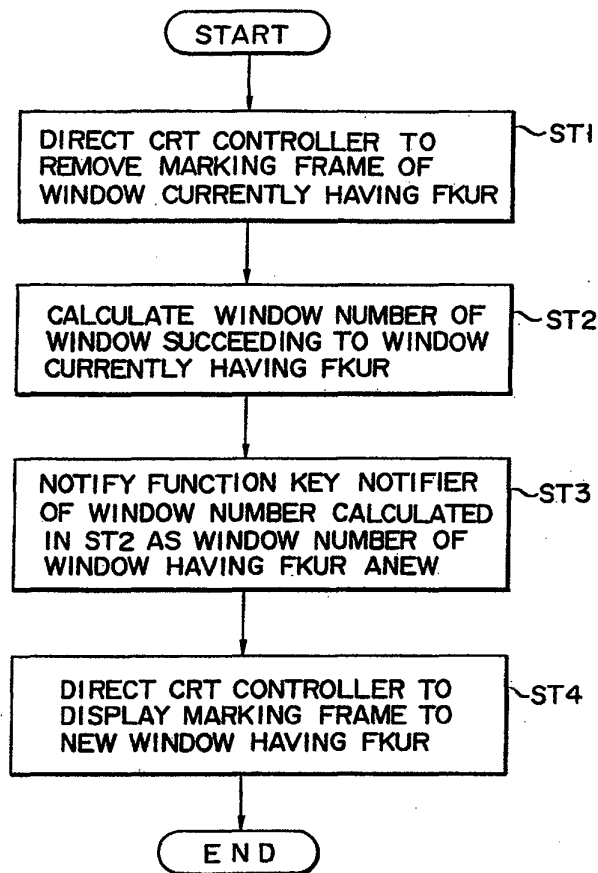 START
DIRECT CRT CONTROLLER TO
REMOVE MARKING FRAME OF
WINDOW CURRENTLY HAVING FKUR
ST1
CALCULATE WINDOW NUMBER OF
WINDOW SUCCEEDING TO WINDOW
CURRENTLY HAVING FKUR
ST2
NOTIFY FUNCTION KEY NOTIFIER
OF WINDOW NUMBER CALCULATED
IN ST2 AS WINDOW NUMBER OF
WINDOW HAVING FKUR ANEW
ST3
DIRECT CRT CONTROLLER TO
DISPLAY MARKING FRAME TO
NEW WINDOW HAVING FKUR
ST4
END